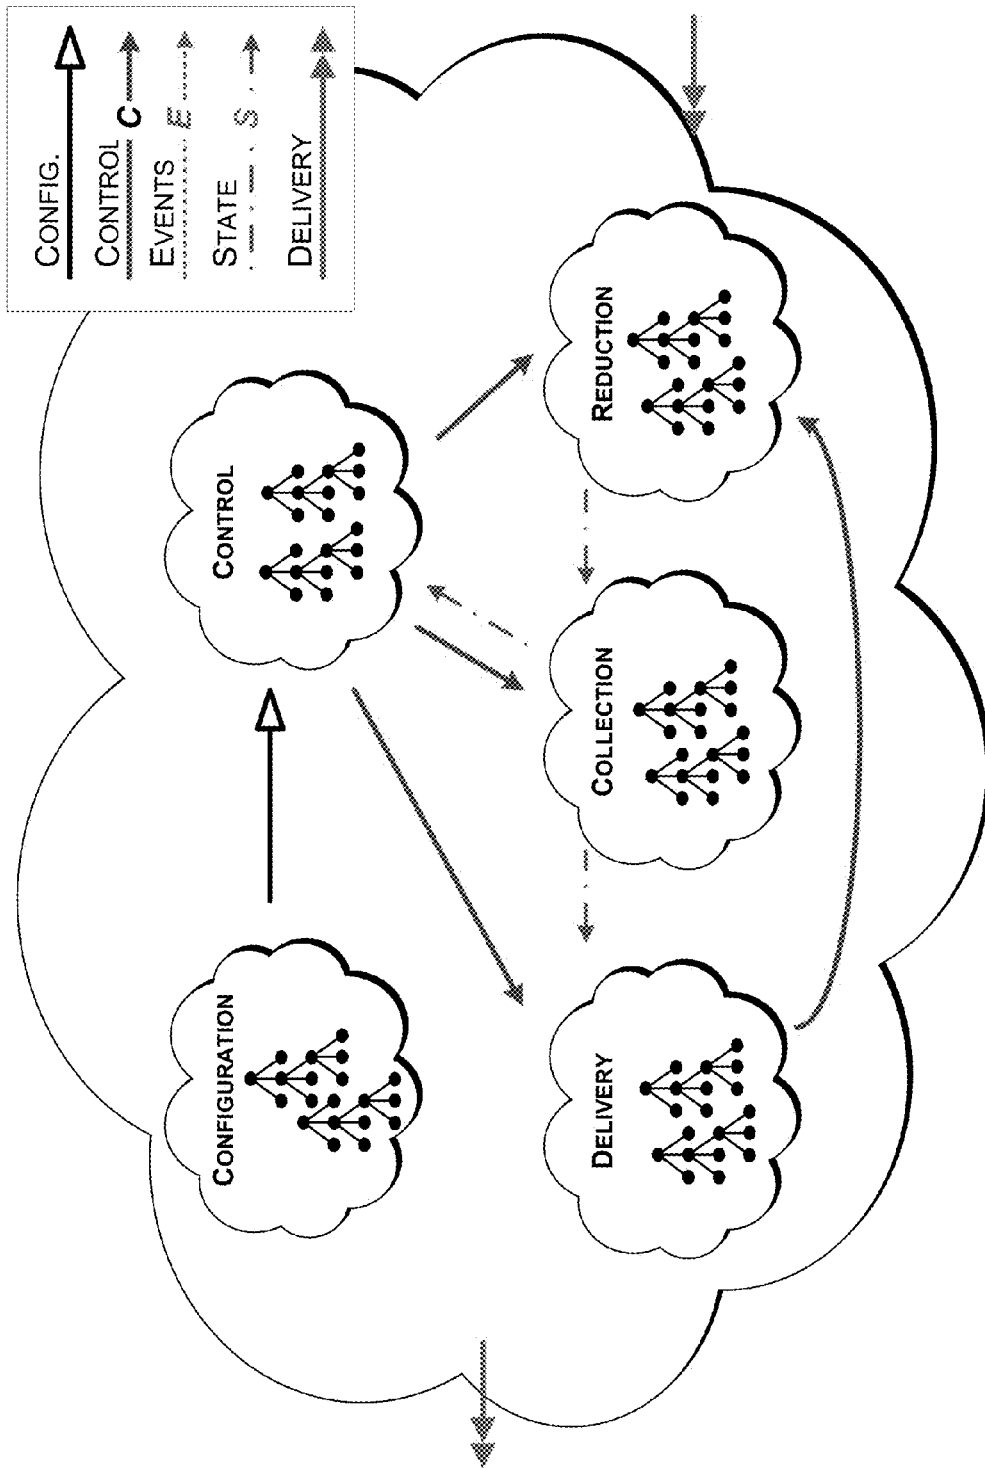 CONFIG.
CONTROL C
EVENTS E
STATE S
DELIVERY
CONFIGURATION
CONTROL
DELIVERY
COLLECTION
REDUCTION